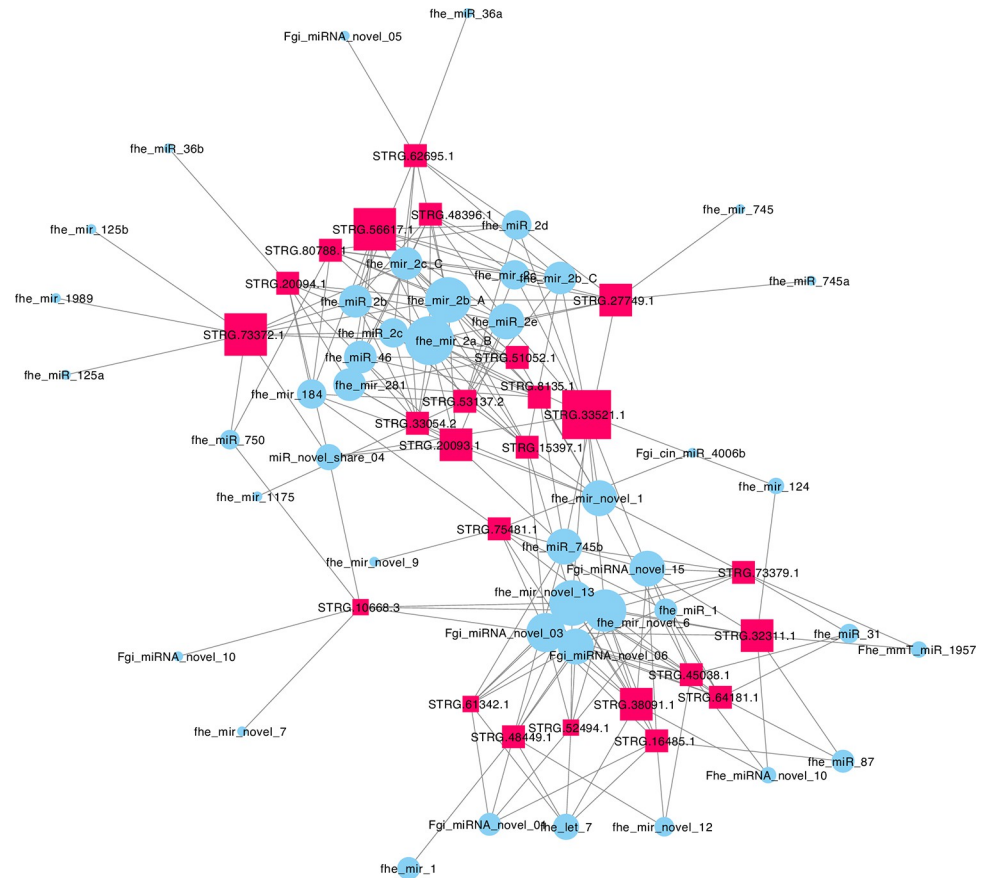 fhe_miR_36a
Fgi_miRNA_novel_05
fhe_miR_36b
STRG.62695.1
fhe_mir_745
STRG.48396.1
fhe_miR_2d
fhe_mir_125b
STRG.56617.1
STRG.80788.1
fhe_mir_2c_C
fhe_mir_2b_C
STRG.20094.1
fhe_miR_745a
fhe_mir_1989
fhe_miR_2b
fhe_mir_2b_A
STRG.27749.1
fhe_miR_2e
STRG.73372.1
fhe_miR_2c
fhe_mir_2a_B
fhe_miR_46
STRG.51052.1
fhe_miR_125a
fhe_mir_281
STRG.8135.1
fhe_mir_184
STRG.53137.2
STRG.33521.1
STRG.33054.2
fhe_miR_750
STRG.20093.1
STRG.15397.1
Fgi_cin_miR_4006b
miR_novel_share_04
fhe_mir_124
fhe_mir_1175
fhe_mir_novel_1
STRG.75481.1
fhe_miR_745b
fhe_mir_novel_9
Fgi_miRNA_novel_15
STRG.73379.1
fhe_mir_novel_13
STRG.10668.3
fhe_miR_1
fhe_mir_novel_6
Fgi_miRNA_novel_03
STRG.32311.1
fhe_miR_31
Fhe_mmT_miR_1957
Fgi_miRNA_novel_10
Fgi_miRNA_novel_06
STRG.45038.1
STRG.64181.1
STRG.61342.1
STRG.38091.1
fhe_mir_novel_7
STRG.52494.1
STRG.48449.1
STRG.16485.1
fhe_miR_87
Fhe_miRNA_novel_10
fhe_let_7
fhe_mir_novel_12
fhe_mir_1